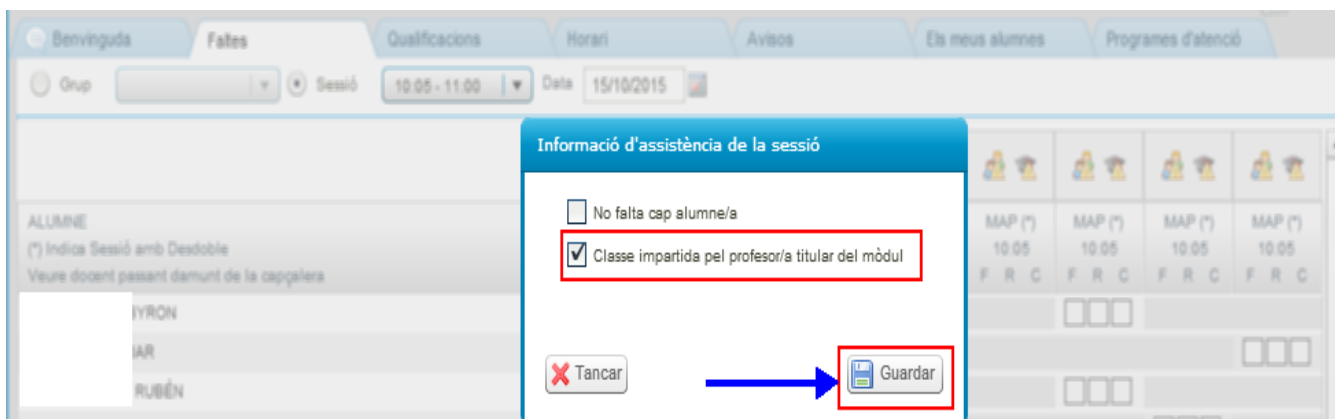 Benvinguda Faltes Qualificacions Horari Avisos Els meus alumnes Programes d'atenció
Grup Sessió 10:05 - 11:00 Data 15/10/2015
Informació d'assistència de la sessió
No falta cap alumne/a
Classe impartida pel profesor/a titular del mòdul
ALUMNE MAP (*) MAP (*) MAP (*) MAP (*)
(*) Indica Sessió amb Desdoble 10:05 10:05 10:05 10:05
Veure docent passant damunt de la capçalera F R C F R C F R C F R C
BYRON
RUBÉN
Tancar Guardar